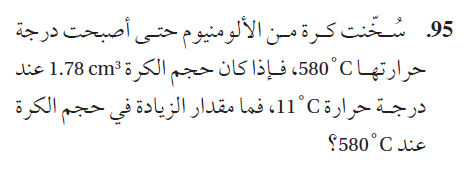 .95 سُخّنت كرة من الألومنيوم حتى أصبحت درجة
حرارتها 580°C، فإذا كان حجم الكرة 1.78 cm³ عند
درجة حرارة 11°C، فما مقدار الزيادة في حجم الكرة
عند 580°C؟